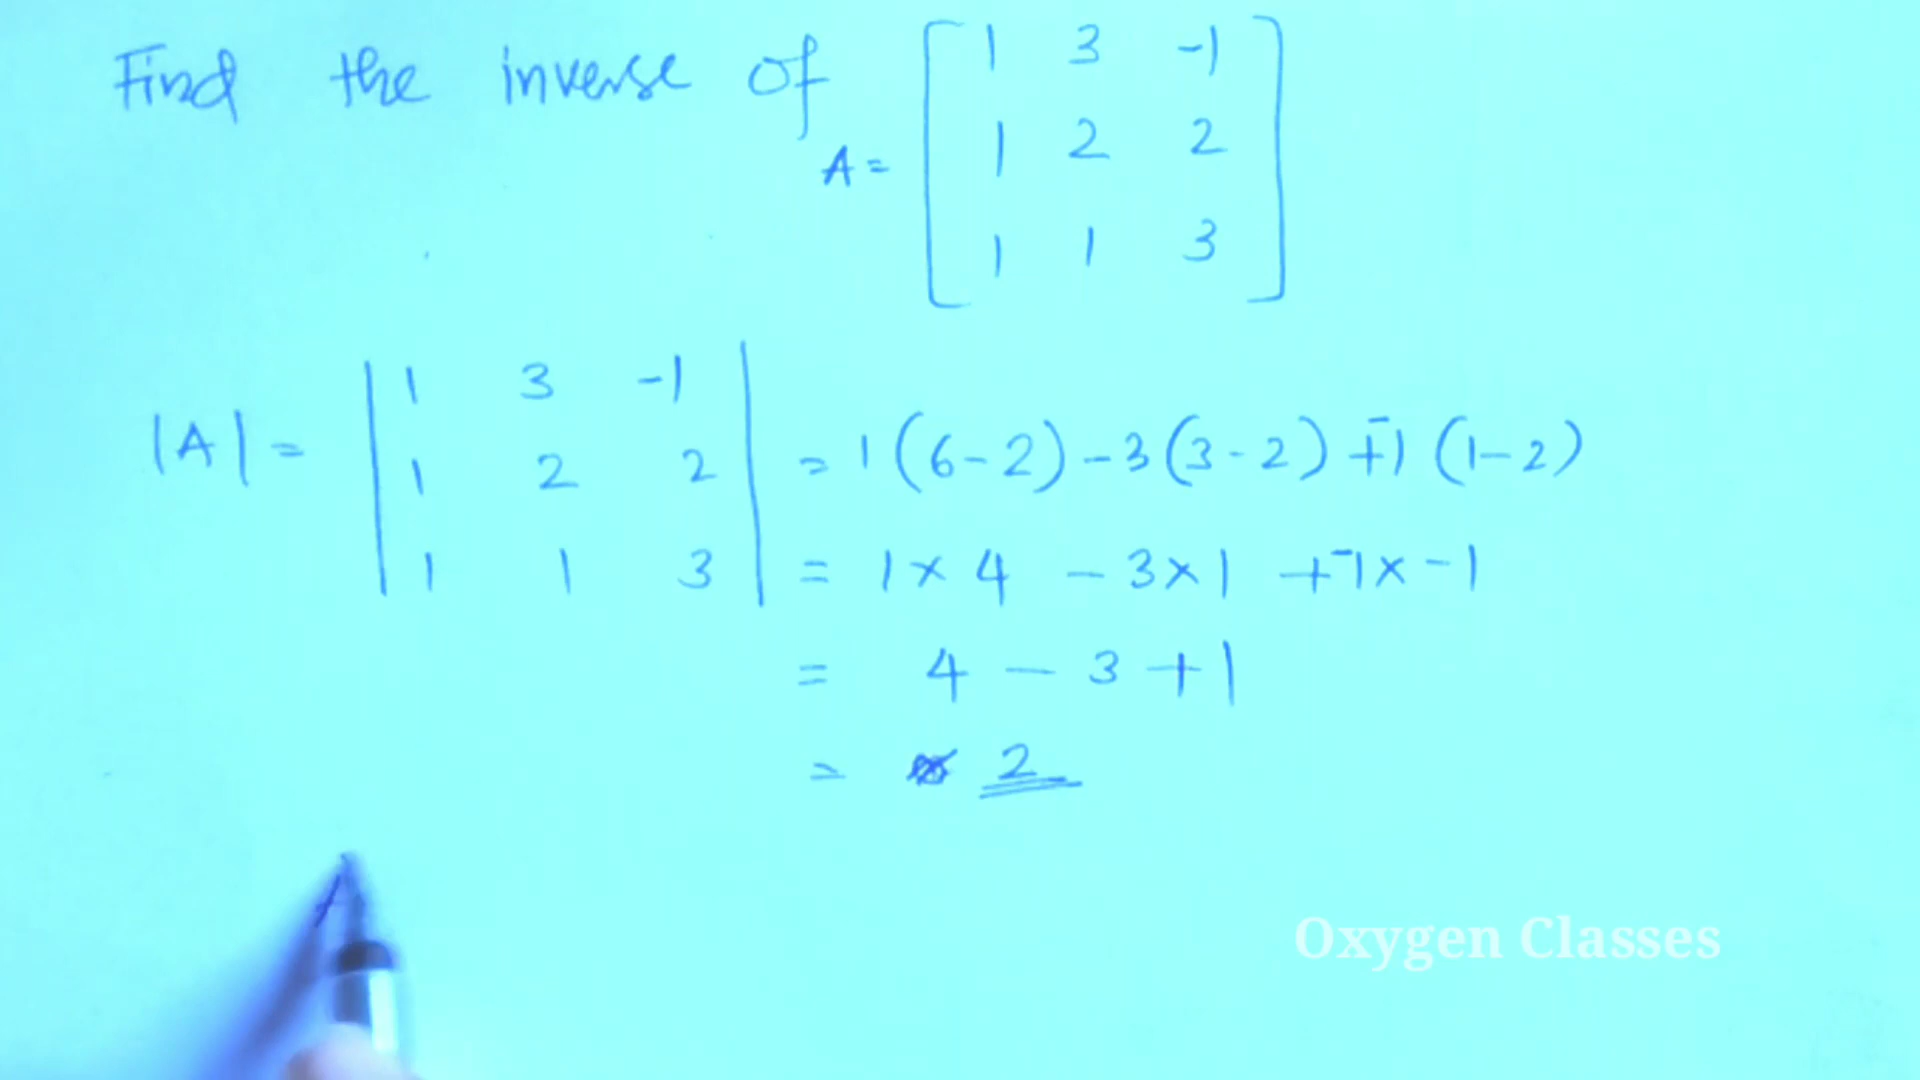 Find the inverse of
A = [ 1 3 -1
1 2 2
1 1 3 ]
|A| = | 1 3 -1
1 2 2
1 1 3 | = 1(6-2)-3(3-2)+-1(1-2)
= 1×4 - 3×1 +-1×-1
= 4 - 3 + 1
= 2
A
Oxygen Classes